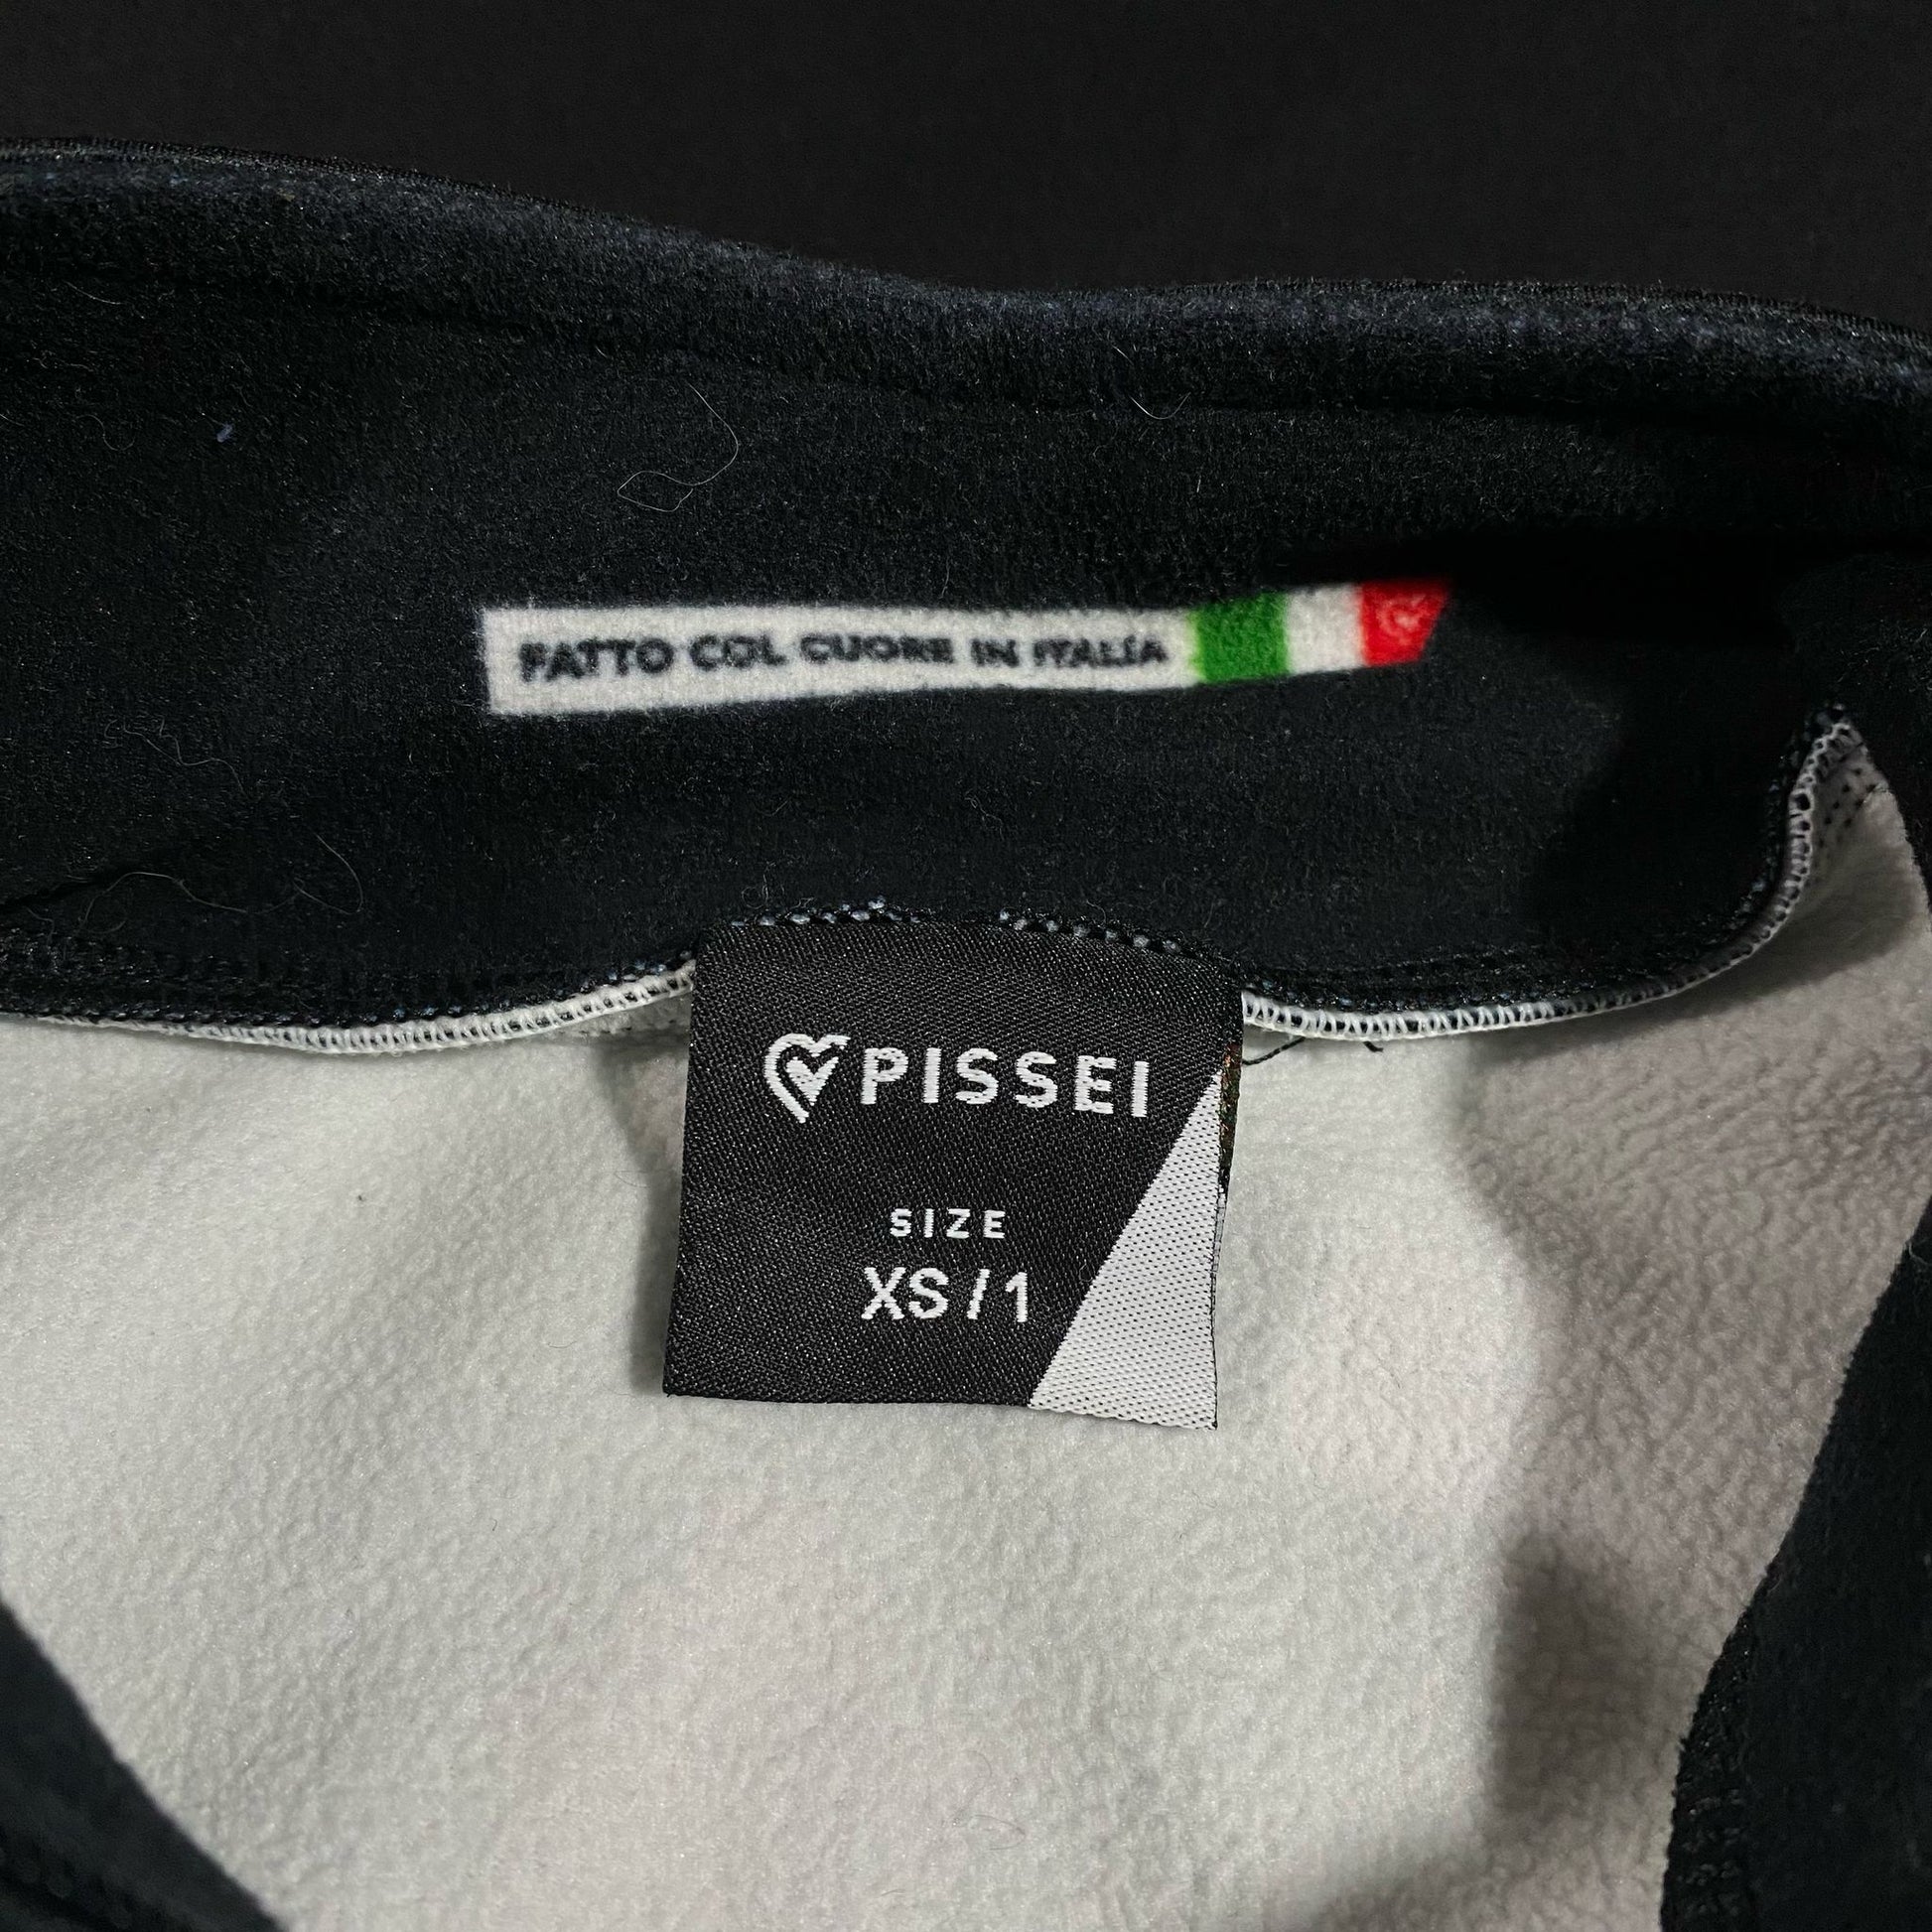 FATTO COL CUORE IN ITALIA
PISSEI
SIZE
XS/1